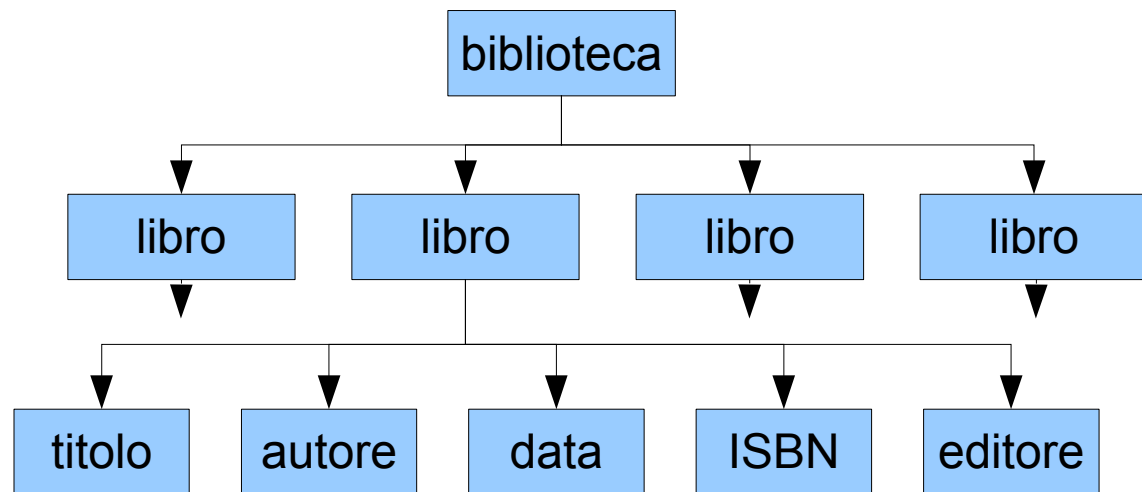 biblioteca
libro
libro
libro
libro
titolo
autore
data
ISBN
editore